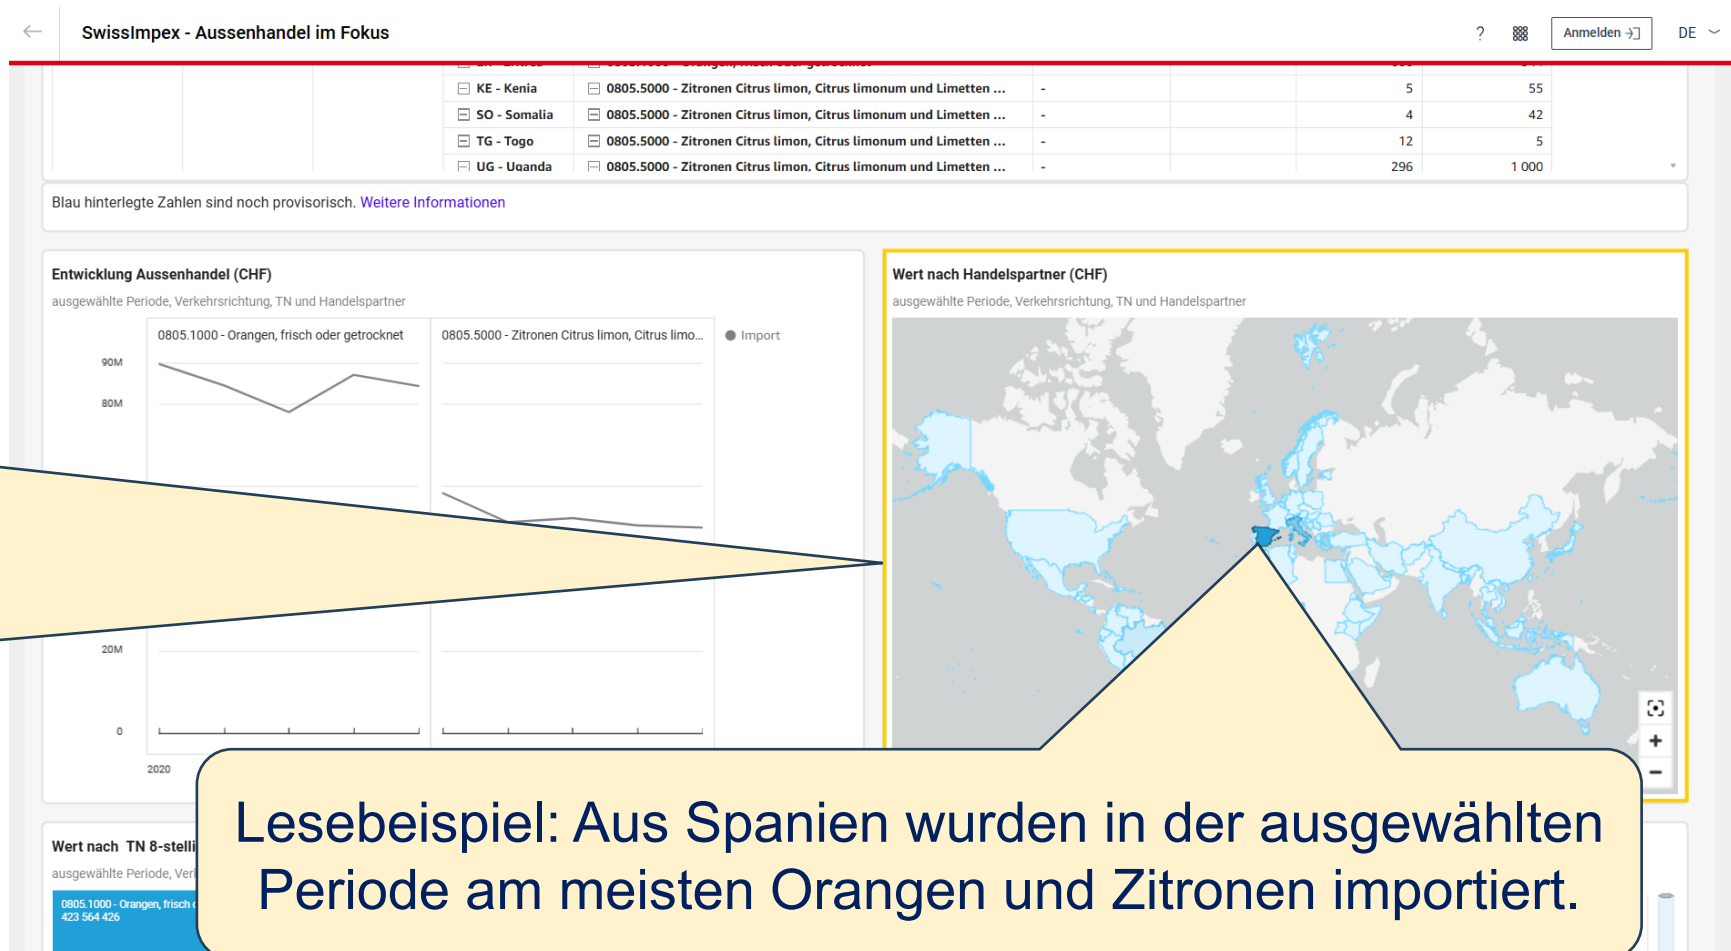 SwissImpex - Aussenhandel im Fokus
? Anmelden DE
KE - Kenia 0805.5000 - Zitronen Citrus limon, Citrus limonum und Limetten ... - 5 55
SO - Somalia 0805.5000 - Zitronen Citrus limon, Citrus limonum und Limetten ... - 4 42
TG - Togo 0805.5000 - Zitronen Citrus limon, Citrus limonum und Limetten ... - 12 5
UG - Uganda 0805.5000 - Zitronen Citrus limon, Citrus limonum und Limetten ... - 296 1 000
Blau hinterlegte Zahlen sind noch provisorisch. Weitere Informationen
Entwicklung Aussenhandel (CHF)
ausgewählte Periode, Verkehrsrichtung, TN und Handelspartner
0805.1000 - Orangen, frisch oder getrocknet
0805.5000 - Zitronen Citrus limon, Citrus limo...
Import
90M
80M
20M
0
2020
Wert nach Handelspartner (CHF)
ausgewählte Periode, Verkehrsrichtung, TN und Handelspartner
Lesebeispiel: Aus Spanien wurden in der ausgewählten
Periode am meisten Orangen und Zitronen importiert.
Wert nach TN 8-stelli
ausgewählte Periode, Ver
0805.1000 - Orangen, frisch
423 564 426